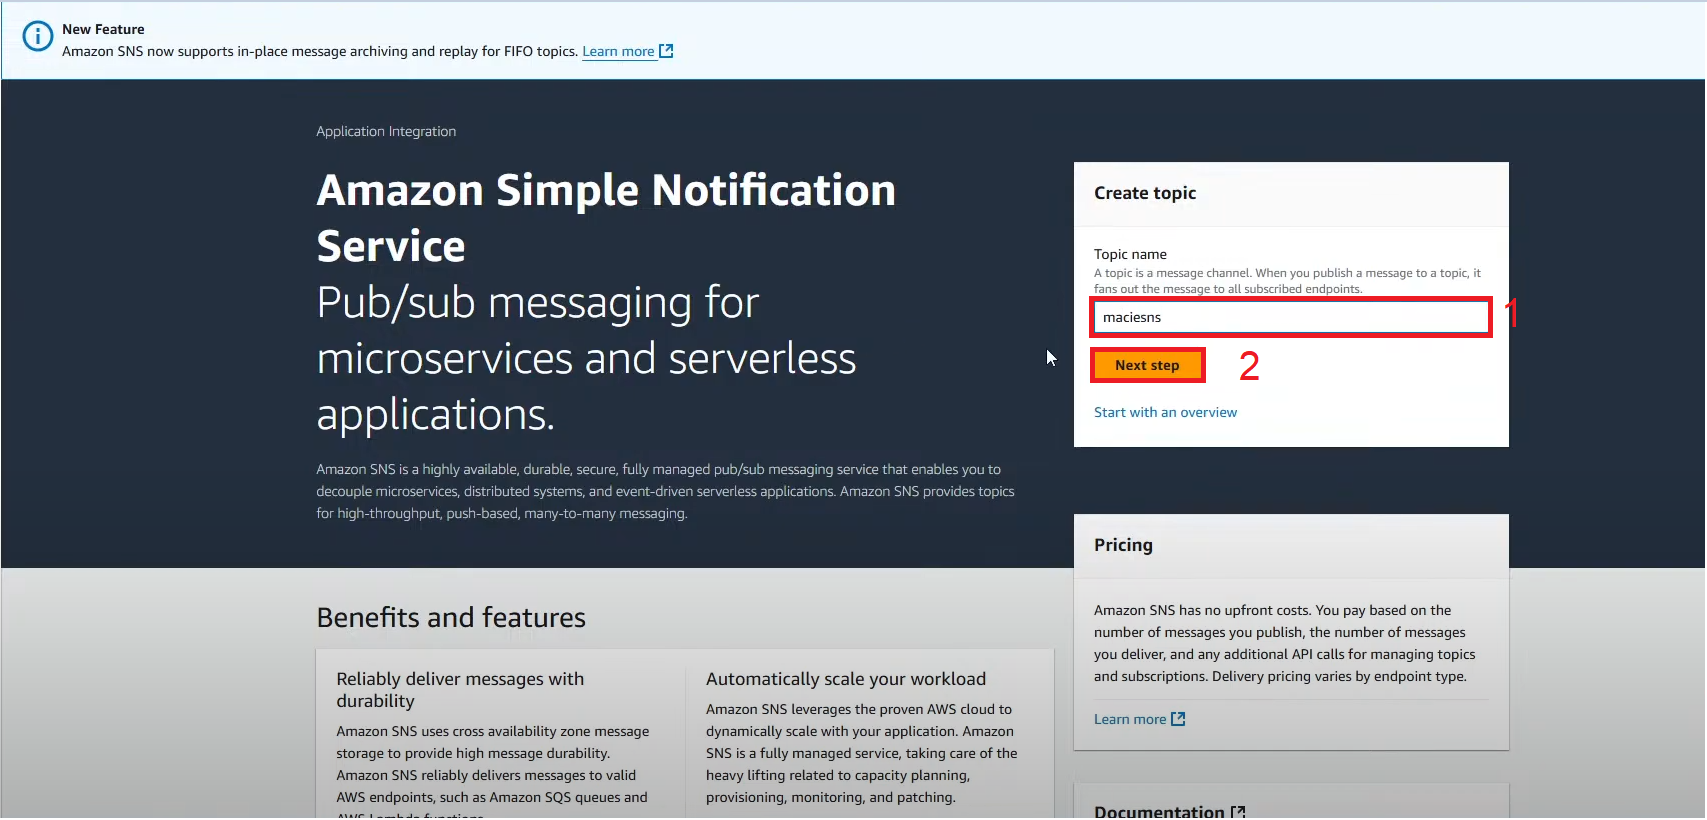 New Feature
Amazon SNS now supports in-place message archiving and replay for FIFO topics. Learn more
Application Integration
Amazon Simple Notification
Service
Pub/sub messaging for
microservices and serverless
applications.
Amazon SNS is a highly available, durable, secure, fully managed pub/sub messaging service that enables you to
decouple microservices, distributed systems, and event-driven serverless applications. Amazon SNS provides topics
for high-throughput, push-based, many-to-many messaging.
Create topic
Topic name
A topic is a message channel. When you publish a message to a topic, it
fans out the message to all subscribed endpoints.
maciesns
1
Next step
2
Start with an overview
Pricing
Amazon SNS has no upfront costs. You pay based on the
number of messages you publish, the number of messages
you deliver, and any additional API calls for managing topics
and subscriptions. Delivery pricing varies by endpoint type.
Learn more
Benefits and features
Reliably deliver messages with
durability
Amazon SNS uses cross availability zone message
storage to provide high message durability.
Amazon SNS reliably delivers messages to valid
AWS endpoints, such as Amazon SQS queues and
AWS Lambda functions.
Automatically scale your workload
Amazon SNS leverages the proven AWS cloud to
dynamically scale with your application. Amazon
SNS is a fully managed service, taking care of the
heavy lifting related to capacity planning,
provisioning, monitoring, and patching.
Documentation